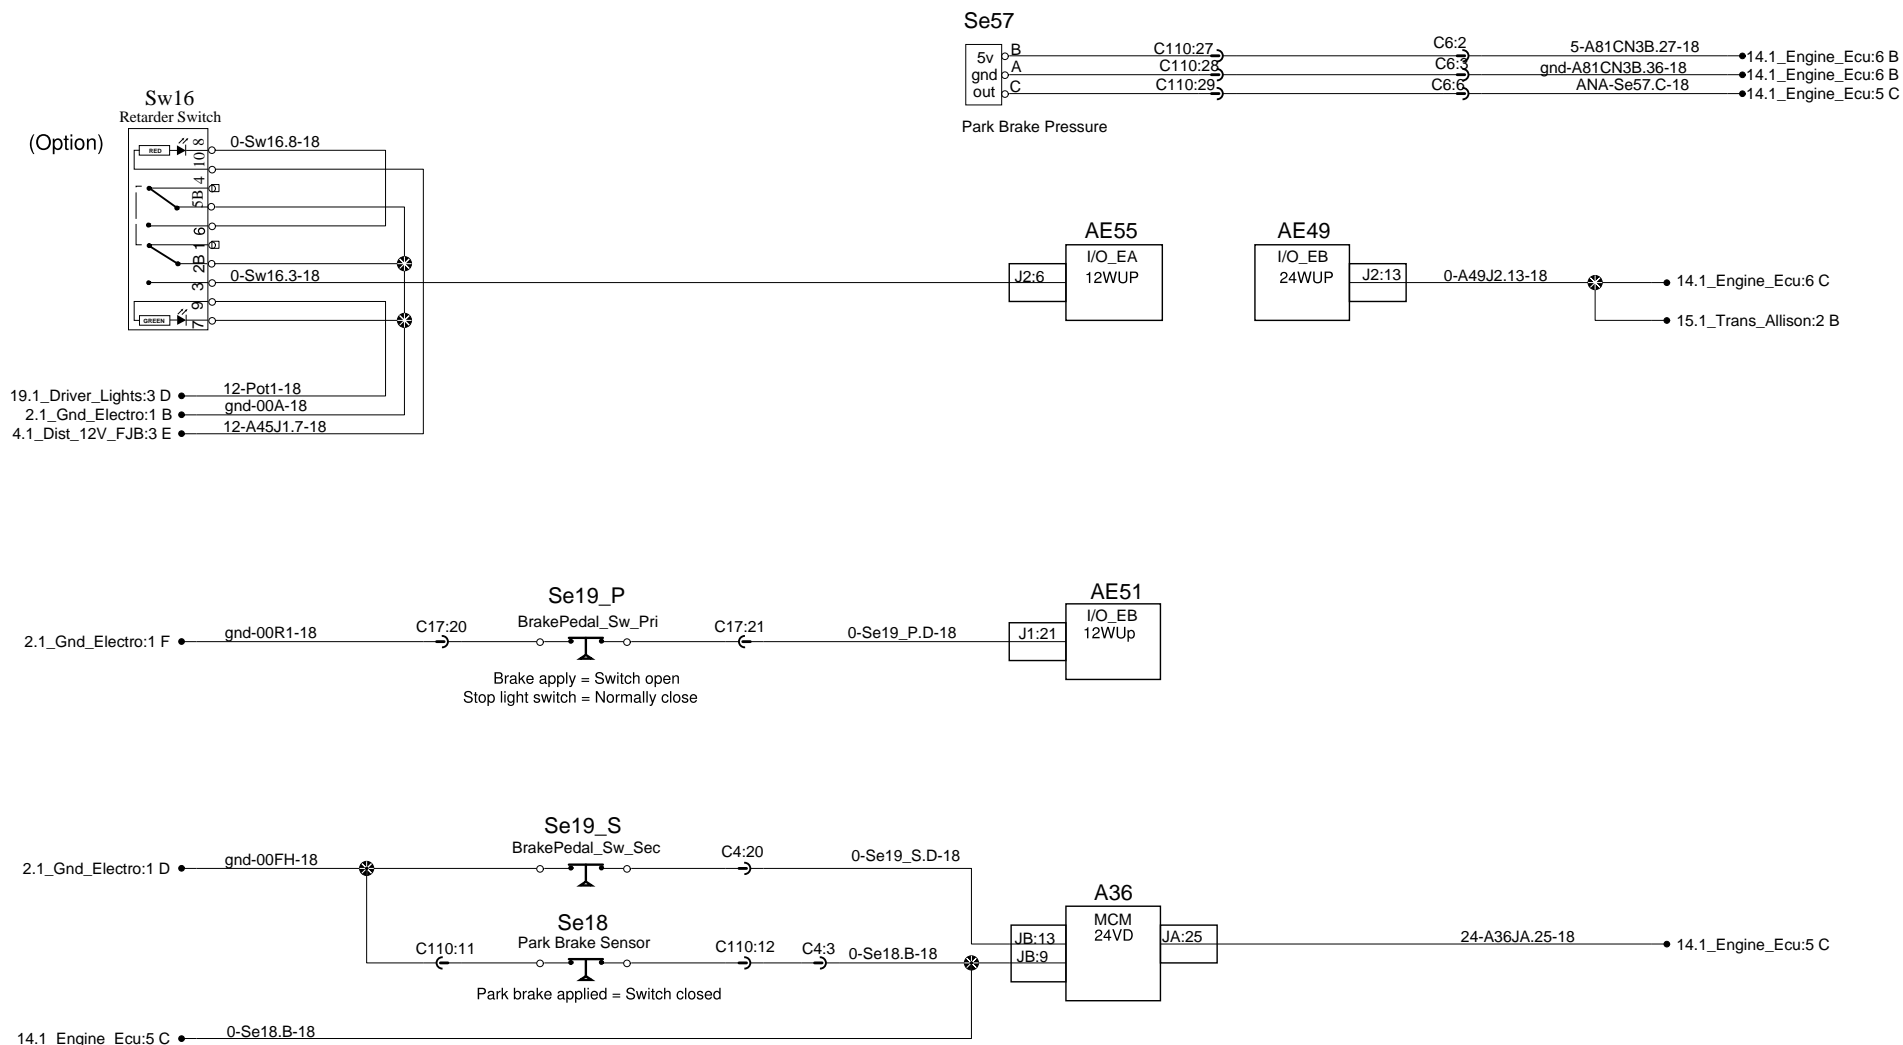 Se57
5v B C110:27 C6:2 5-A81CN3B.27-18 14.1_Engine_Ecu:6 B
gnd A C110:28 C6:3 gnd-A81CN3B.36-18 14.1_Engine_Ecu:6 B
out C C110:29 C6:6 ANA-Se57.C-18 14.1_Engine_Ecu:5 C
Park Brake Pressure
Sw16
Retarder Switch
(Option)
RED 8 0-Sw16.8-18
10
4
5B
6
1
2B
3 0-Sw16.3-18
9
GREEN 7
AE55
I/O_EA
J2:6 12WUP
AE49
I/O_EB
24WUP J2:13 0-A49J2.13-18 14.1_Engine_Ecu:6 C
15.1_Trans_Allison:2 B
19.1_Driver_Lights:3 D 12-Pot1-18
2.1_Gnd_Electro:1 B gnd-00A-18
4.1_Dist_12V_FJB:3 E 12-A45J1.7-18
Se19_P
BrakePedal_Sw_Pri
2.1_Gnd_Electro:1 F gnd-00R1-18 C17:20 C17:21 0-Se19_P.D-18 J1:21
AE51
I/O_EB
12WUp
Brake apply = Switch open
Stop light switch = Normally close
Se19_S
BrakePedal_Sw_Sec
2.1_Gnd_Electro:1 D gnd-00FH-18 C4:20 0-Se19_S.D-18
Se18
Park Brake Sensor
C110:11 C110:12 C4:3 0-Se18.B-18
Park brake applied = Switch closed
A36
MCM
24VD
JB:13 JA:25 24-A36JA.25-18 14.1_Engine_Ecu:5 C
JB:9
14.1_Engine_Ecu:5 C 0-Se18.B-18